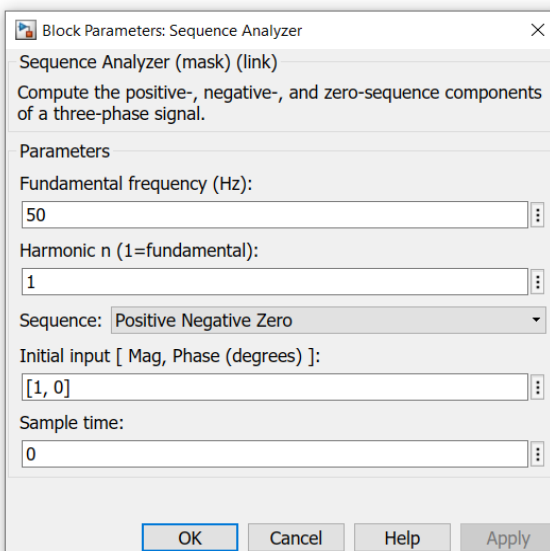 Block Parameters: Sequence Analyzer
Sequence Analyzer (mask) (link)
Compute the positive-, negative-, and zero-sequence components
of a three-phase signal.
Parameters
Fundamental frequency (Hz):
50
Harmonic n (1=fundamental):
1
Sequence: Positive Negative Zero
Initial input [ Mag, Phase (degrees) ]:
[1, 0]
Sample time:
0
OK Cancel Help Apply